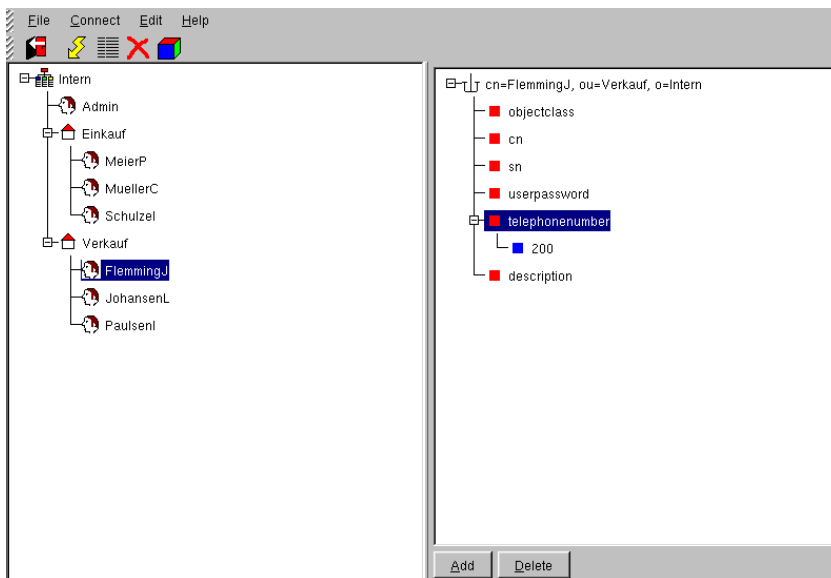 File Connect Edit Help
Intern
Admin
Einkauf
MeierP
MuellerC
Schulzel
Verkauf
FlemmingJ
JohansenL
Paulsenl
cn=FlemmingJ, ou=Verkauf, o=Intern
objectclass
cn
sn
userpassword
telephonenumber
200
description
Add Delete